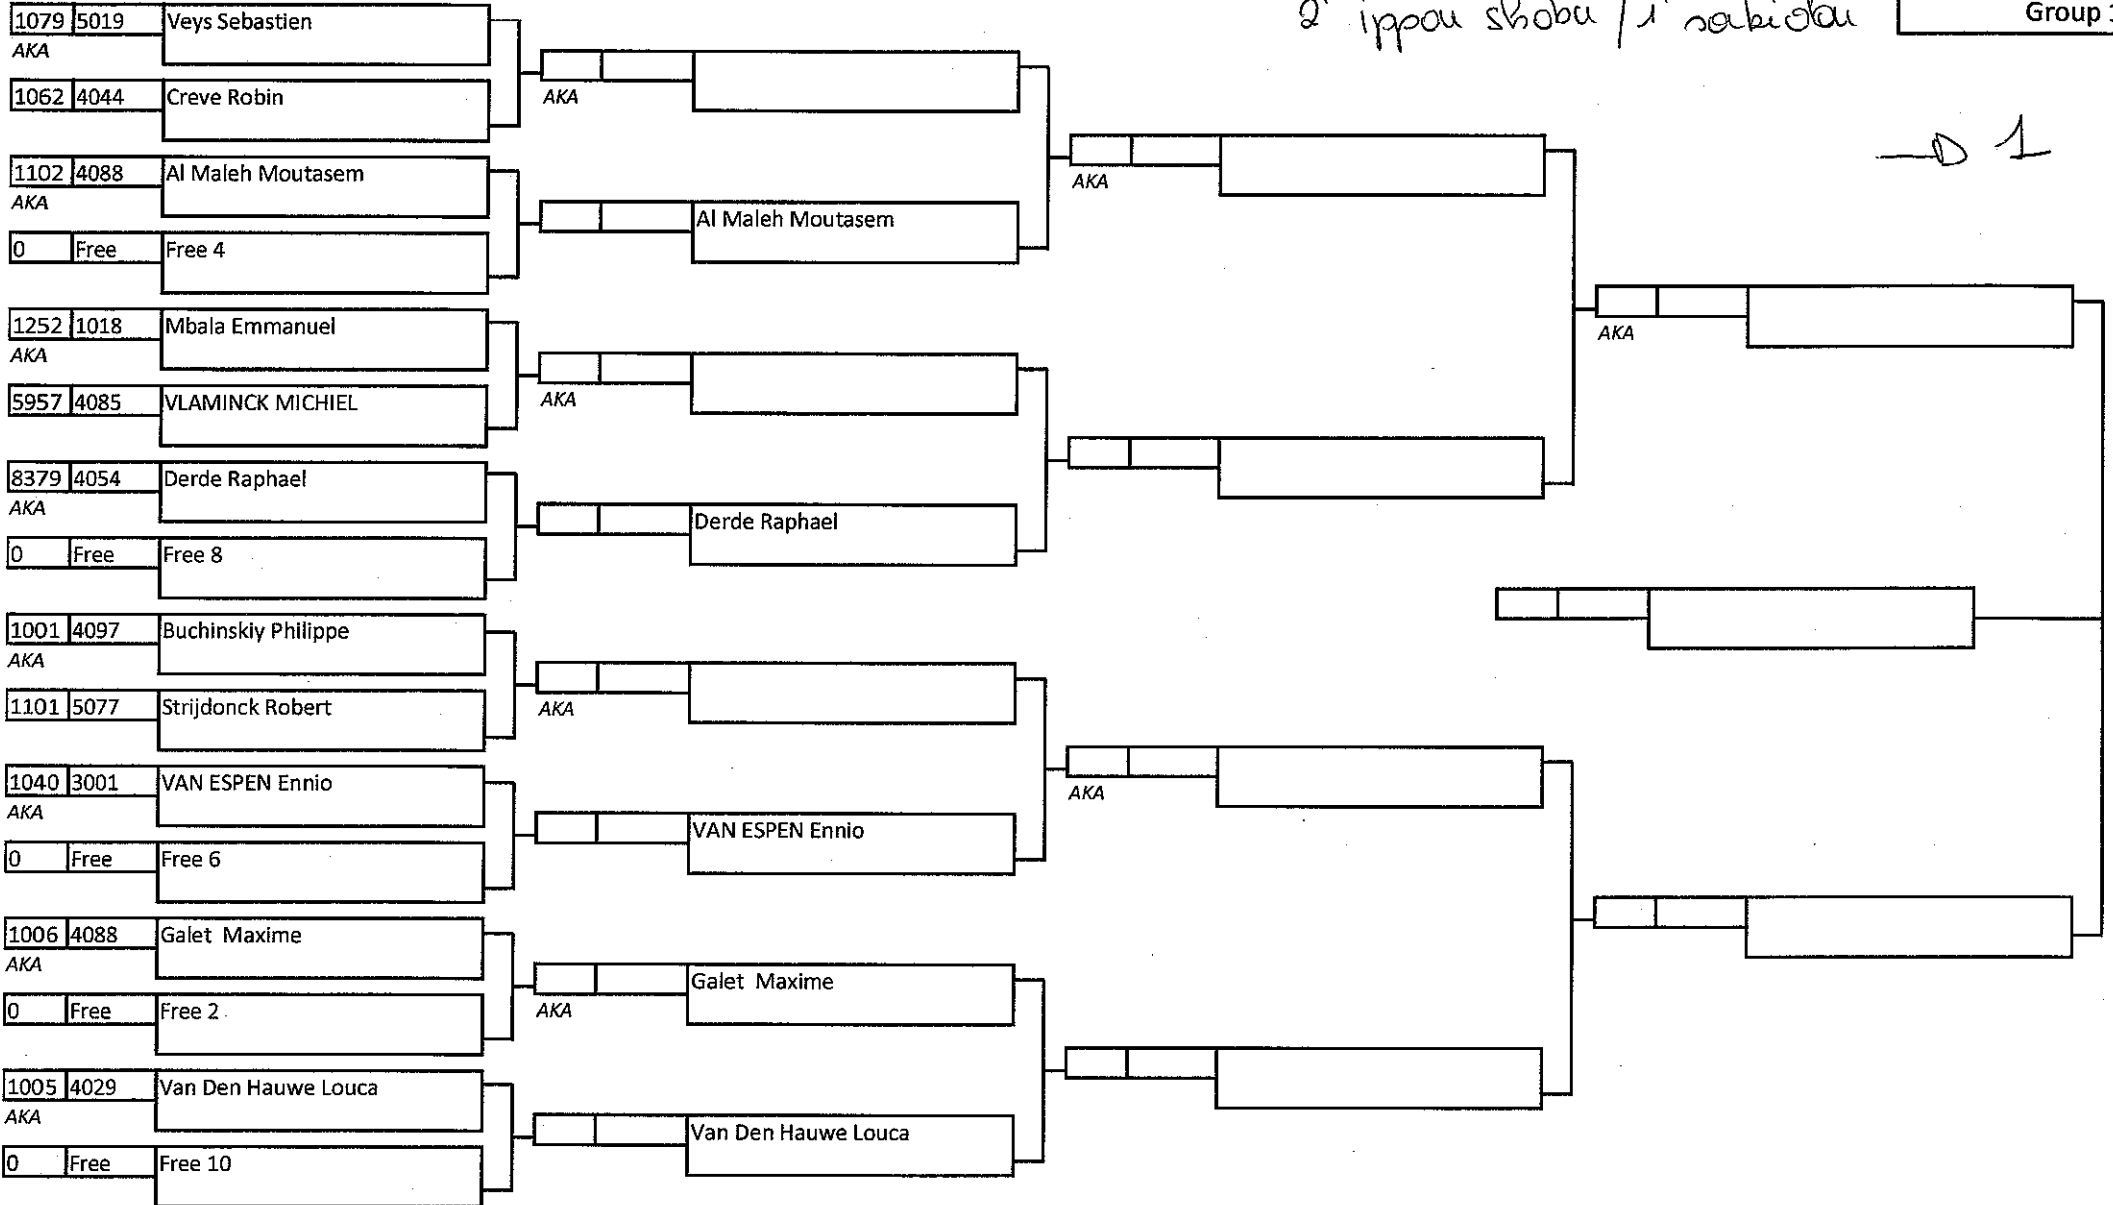 2' ippon shobu / 1' sakidou
Group
→ 1
1079 5019 Veys Sebastien
AKA
1062 4044 Creve Robin
AKA
1102 4088 Al Maleh Moutasem
AKA
Al Maleh Moutasem
AKA
0 Free Free 4
1252 1018 Mbala Emmanuel
AKA
AKA
5957 4085 VLAMINCK MICHIEL
AKA
8379 4054 Derde Raphael
AKA
Derde Raphael
0 Free Free 8
1001 4097 Buchinskiy Philippe
AKA
1101 5077 Strijdonck Robert
AKA
1040 3001 VAN ESPEN Ennio
AKA
AKA
VAN ESPEN Ennio
0 Free Free 6
1006 4088 Galet Maxime
AKA
Galet Maxime
0 Free Free 2
AKA
1005 4029 Van Den Hauwe Louca
AKA
Van Den Hauwe Louca
0 Free Free 10